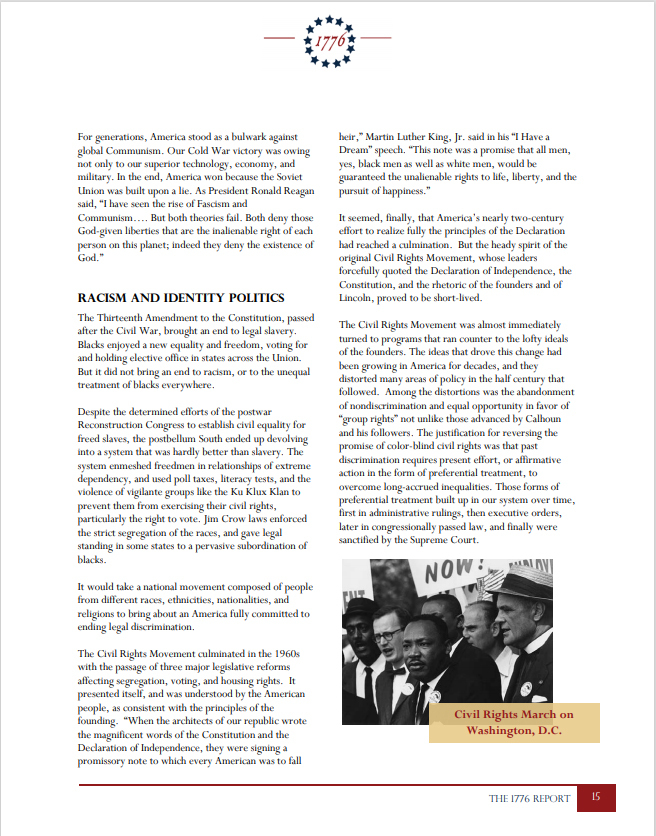 1776
For generations, America stood as a bulwark against
global Communism. Our Cold War victory was owing
not only to our superior technology, economy, and
military. In the end, America won because the Soviet
Union was built upon a lie. As President Ronald Reagan
said, “I have seen the rise of Fascism and
Communism…. But both theories fail. Both deny those
God-given liberties that are the inalienable right of each
person on this planet; indeed they deny the existence of
God.”
RACISM AND IDENTITY POLITICS
The Thirteenth Amendment to the Constitution, passed
after the Civil War, brought an end to legal slavery.
Blacks enjoyed a new equality and freedom, voting for
and holding elective office in states across the Union.
But it did not bring an end to racism, or to the unequal
treatment of blacks everywhere.
Despite the determined efforts of the postwar
Reconstruction Congress to establish civil equality for
freed slaves, the postbellum South ended up devolving
into a system that was hardly better than slavery. The
system enmeshed freedmen in relationships of extreme
dependency, and used poll taxes, literacy tests, and the
violence of vigilante groups like the Ku Klux Klan to
prevent them from exercising their civil rights,
particularly the right to vote. Jim Crow laws enforced
the strict segregation of the races, and gave legal
standing in some states to a pervasive subordination of
blacks.
It would take a national movement composed of people
from different races, ethnicities, nationalities, and
religions to bring about an America fully committed to
ending legal discrimination.
The Civil Rights Movement culminated in the 1960s
with the passage of three major legislative reforms
affecting segregation, voting, and housing rights. It
presented itself, and was understood by the American
people, as consistent with the principles of the
founding. “When the architects of our republic wrote
the magnificent words of the Constitution and the
Declaration of Independence, they were signing a
promissory note to which every American was to fall
heir,” Martin Luther King, Jr. said in his “I Have a
Dream” speech. “This note was a promise that all men,
yes, black men as well as white men, would be
guaranteed the unalienable rights to life, liberty, and the
pursuit of happiness.”
It seemed, finally, that America’s nearly two-century
effort to realize fully the principles of the Declaration
had reached a culmination. But the heady spirit of the
original Civil Rights Movement, whose leaders
forcefully quoted the Declaration of Independence, the
Constitution, and the rhetoric of the founders and of
Lincoln, proved to be short-lived.
The Civil Rights Movement was almost immediately
turned to programs that ran counter to the lofty ideals
of the founders. The ideas that drove this change had
been growing in America for decades, and they
distorted many areas of policy in the half century that
followed. Among the distortions was the abandonment
of nondiscrimination and equal opportunity in favor of
“group rights” not unlike those advanced by Calhoun
and his followers. The justification for reversing the
promise of color-blind civil rights was that past
discrimination requires present effort, or affirmative
action in the form of preferential treatment, to
overcome long-accrued inequalities. Those forms of
preferential treatment built up in our system over time,
first in administrative rulings, then executive orders,
later in congressionally passed law, and finally were
sanctified by the Supreme Court.
NOW!
Civil Rights March on
Washington, D.C.
THE 1776 REPORT
15